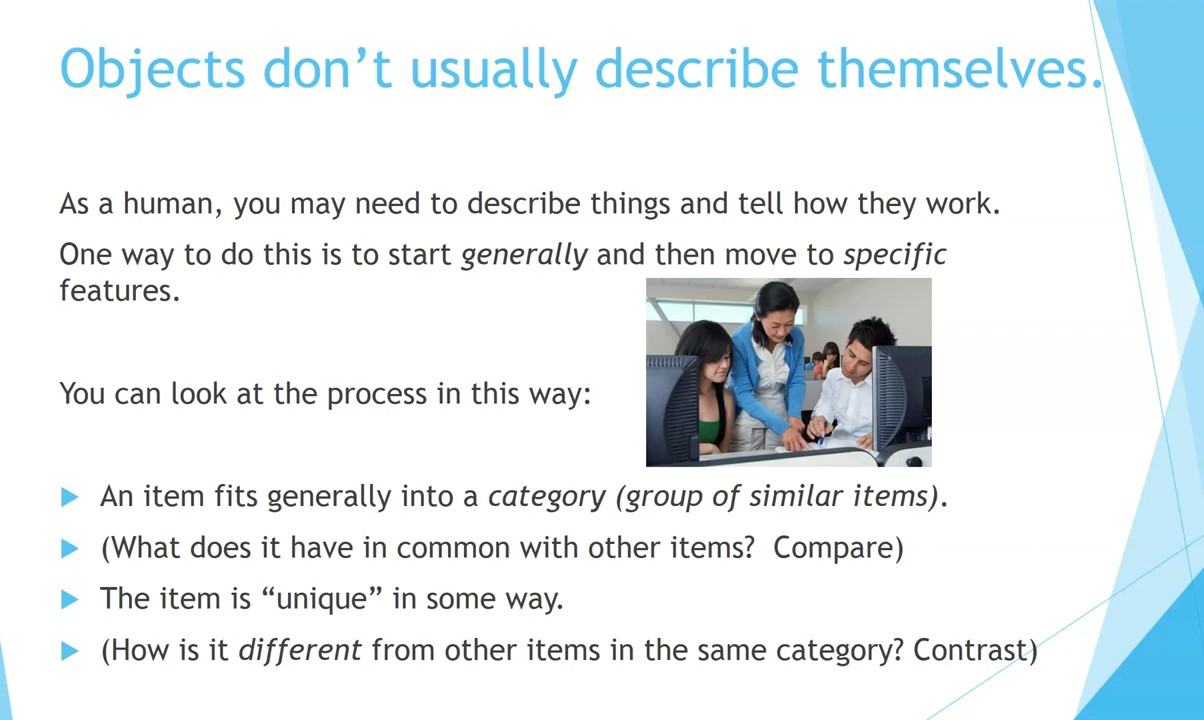 Objects don’t usually describe themselves.
As a human, you may need to describe things and tell how they work.
One way to do this is to start generally and then move to specific
features.
You can look at the process in this way:
An item fits generally into a category (group of similar items).
(What does it have in common with other items?  Compare)
The item is “unique” in some way.
(How is it different from other items in the same category? Contrast)